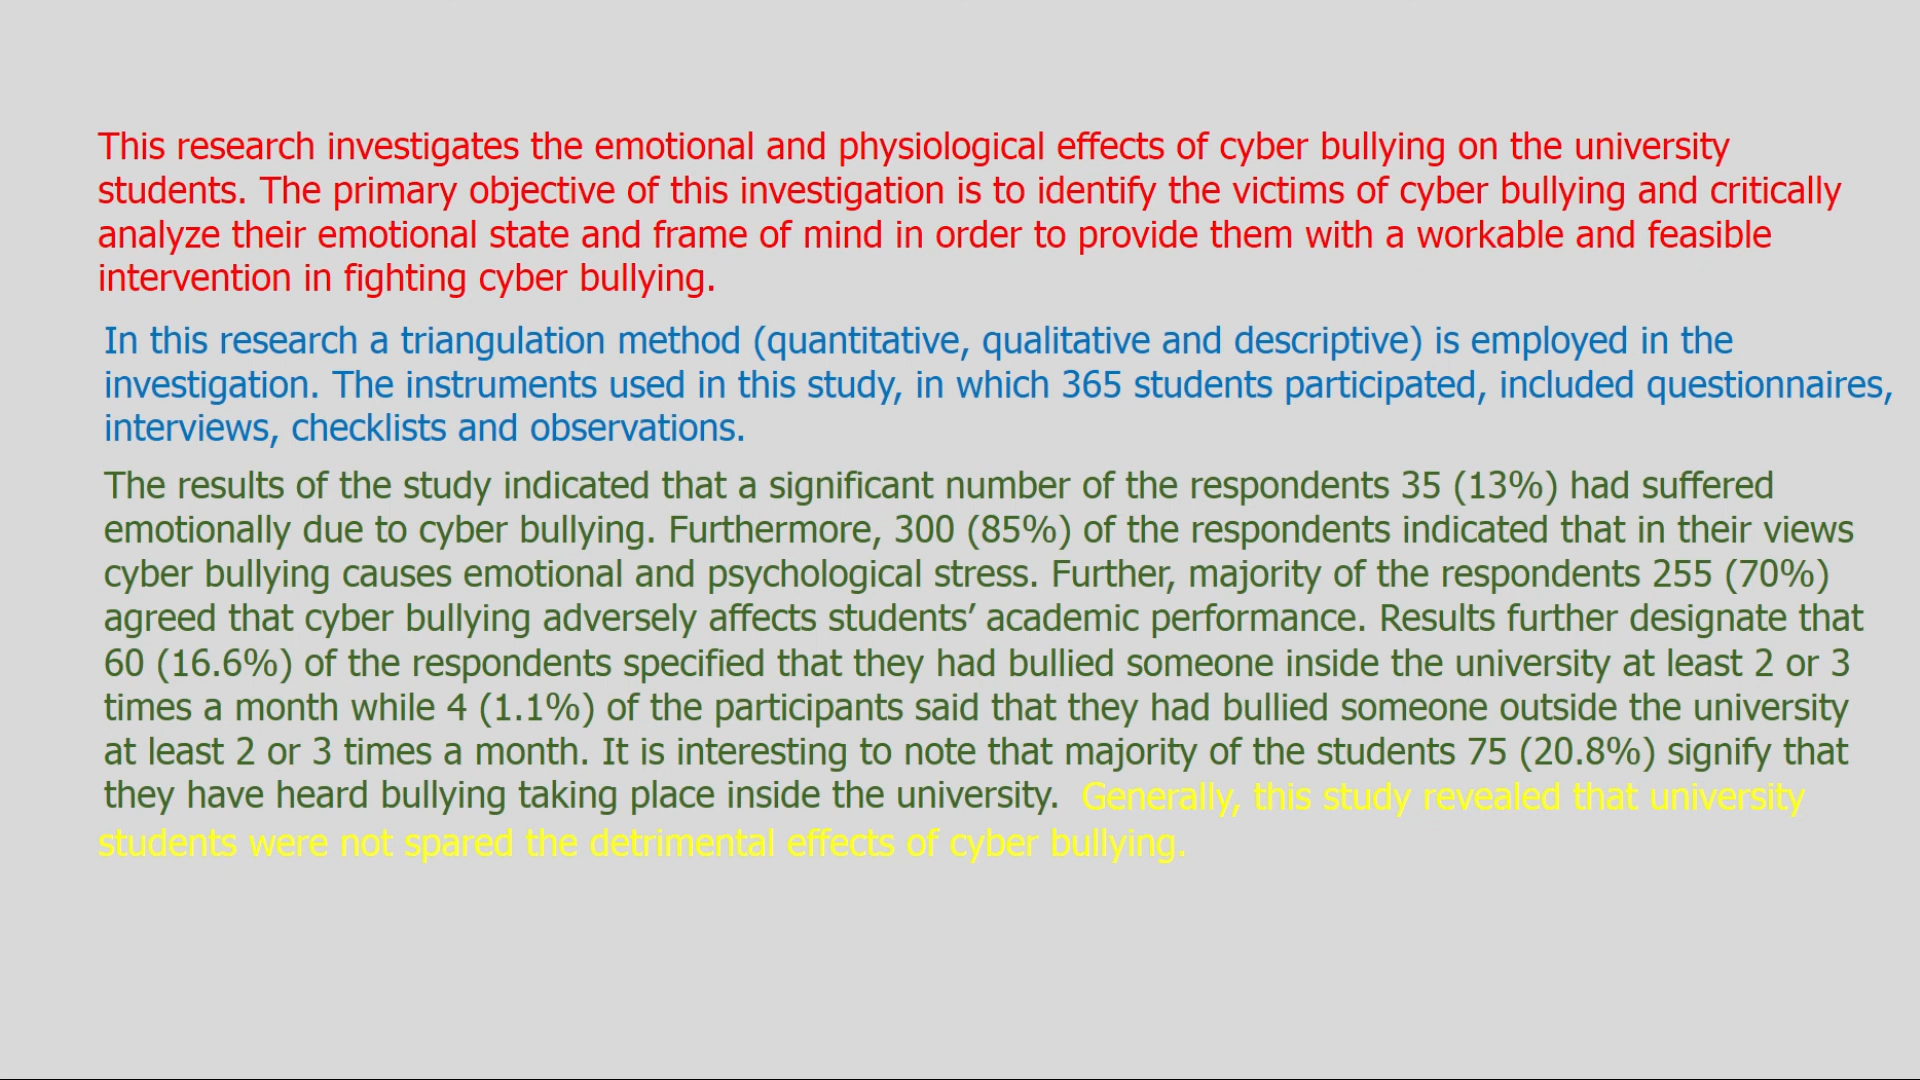 This research investigates the emotional and physiological effects of cyber bullying on the university
students. The primary objective of this investigation is to identify the victims of cyber bullying and critically
analyze their emotional state and frame of mind in order to provide them with a workable and feasible
intervention in fighting cyber bullying.
In this research a triangulation method (quantitative, qualitative and descriptive) is employed in the
investigation. The instruments used in this study, in which 365 students participated, included questionnaires,
interviews, checklists and observations.
The results of the study indicated that a significant number of the respondents 35 (13%) had suffered
emotionally due to cyber bullying. Furthermore, 300 (85%) of the respondents indicated that in their views
cyber bullying causes emotional and psychological stress. Further, majority of the respondents 255 (70%)
agreed that cyber bullying adversely affects students’ academic performance. Results further designate that
60 (16.6%) of the respondents specified that they had bullied someone inside the university at least 2 or 3
times a month while 4 (1.1%) of the participants said that they had bullied someone outside the university
at least 2 or 3 times a month. It is interesting to note that majority of the students 75 (20.8%) signify that
they have heard bullying taking place inside the university. Generally, this study revealed that university
students were not spared the detrimental effects of cyber bullying.